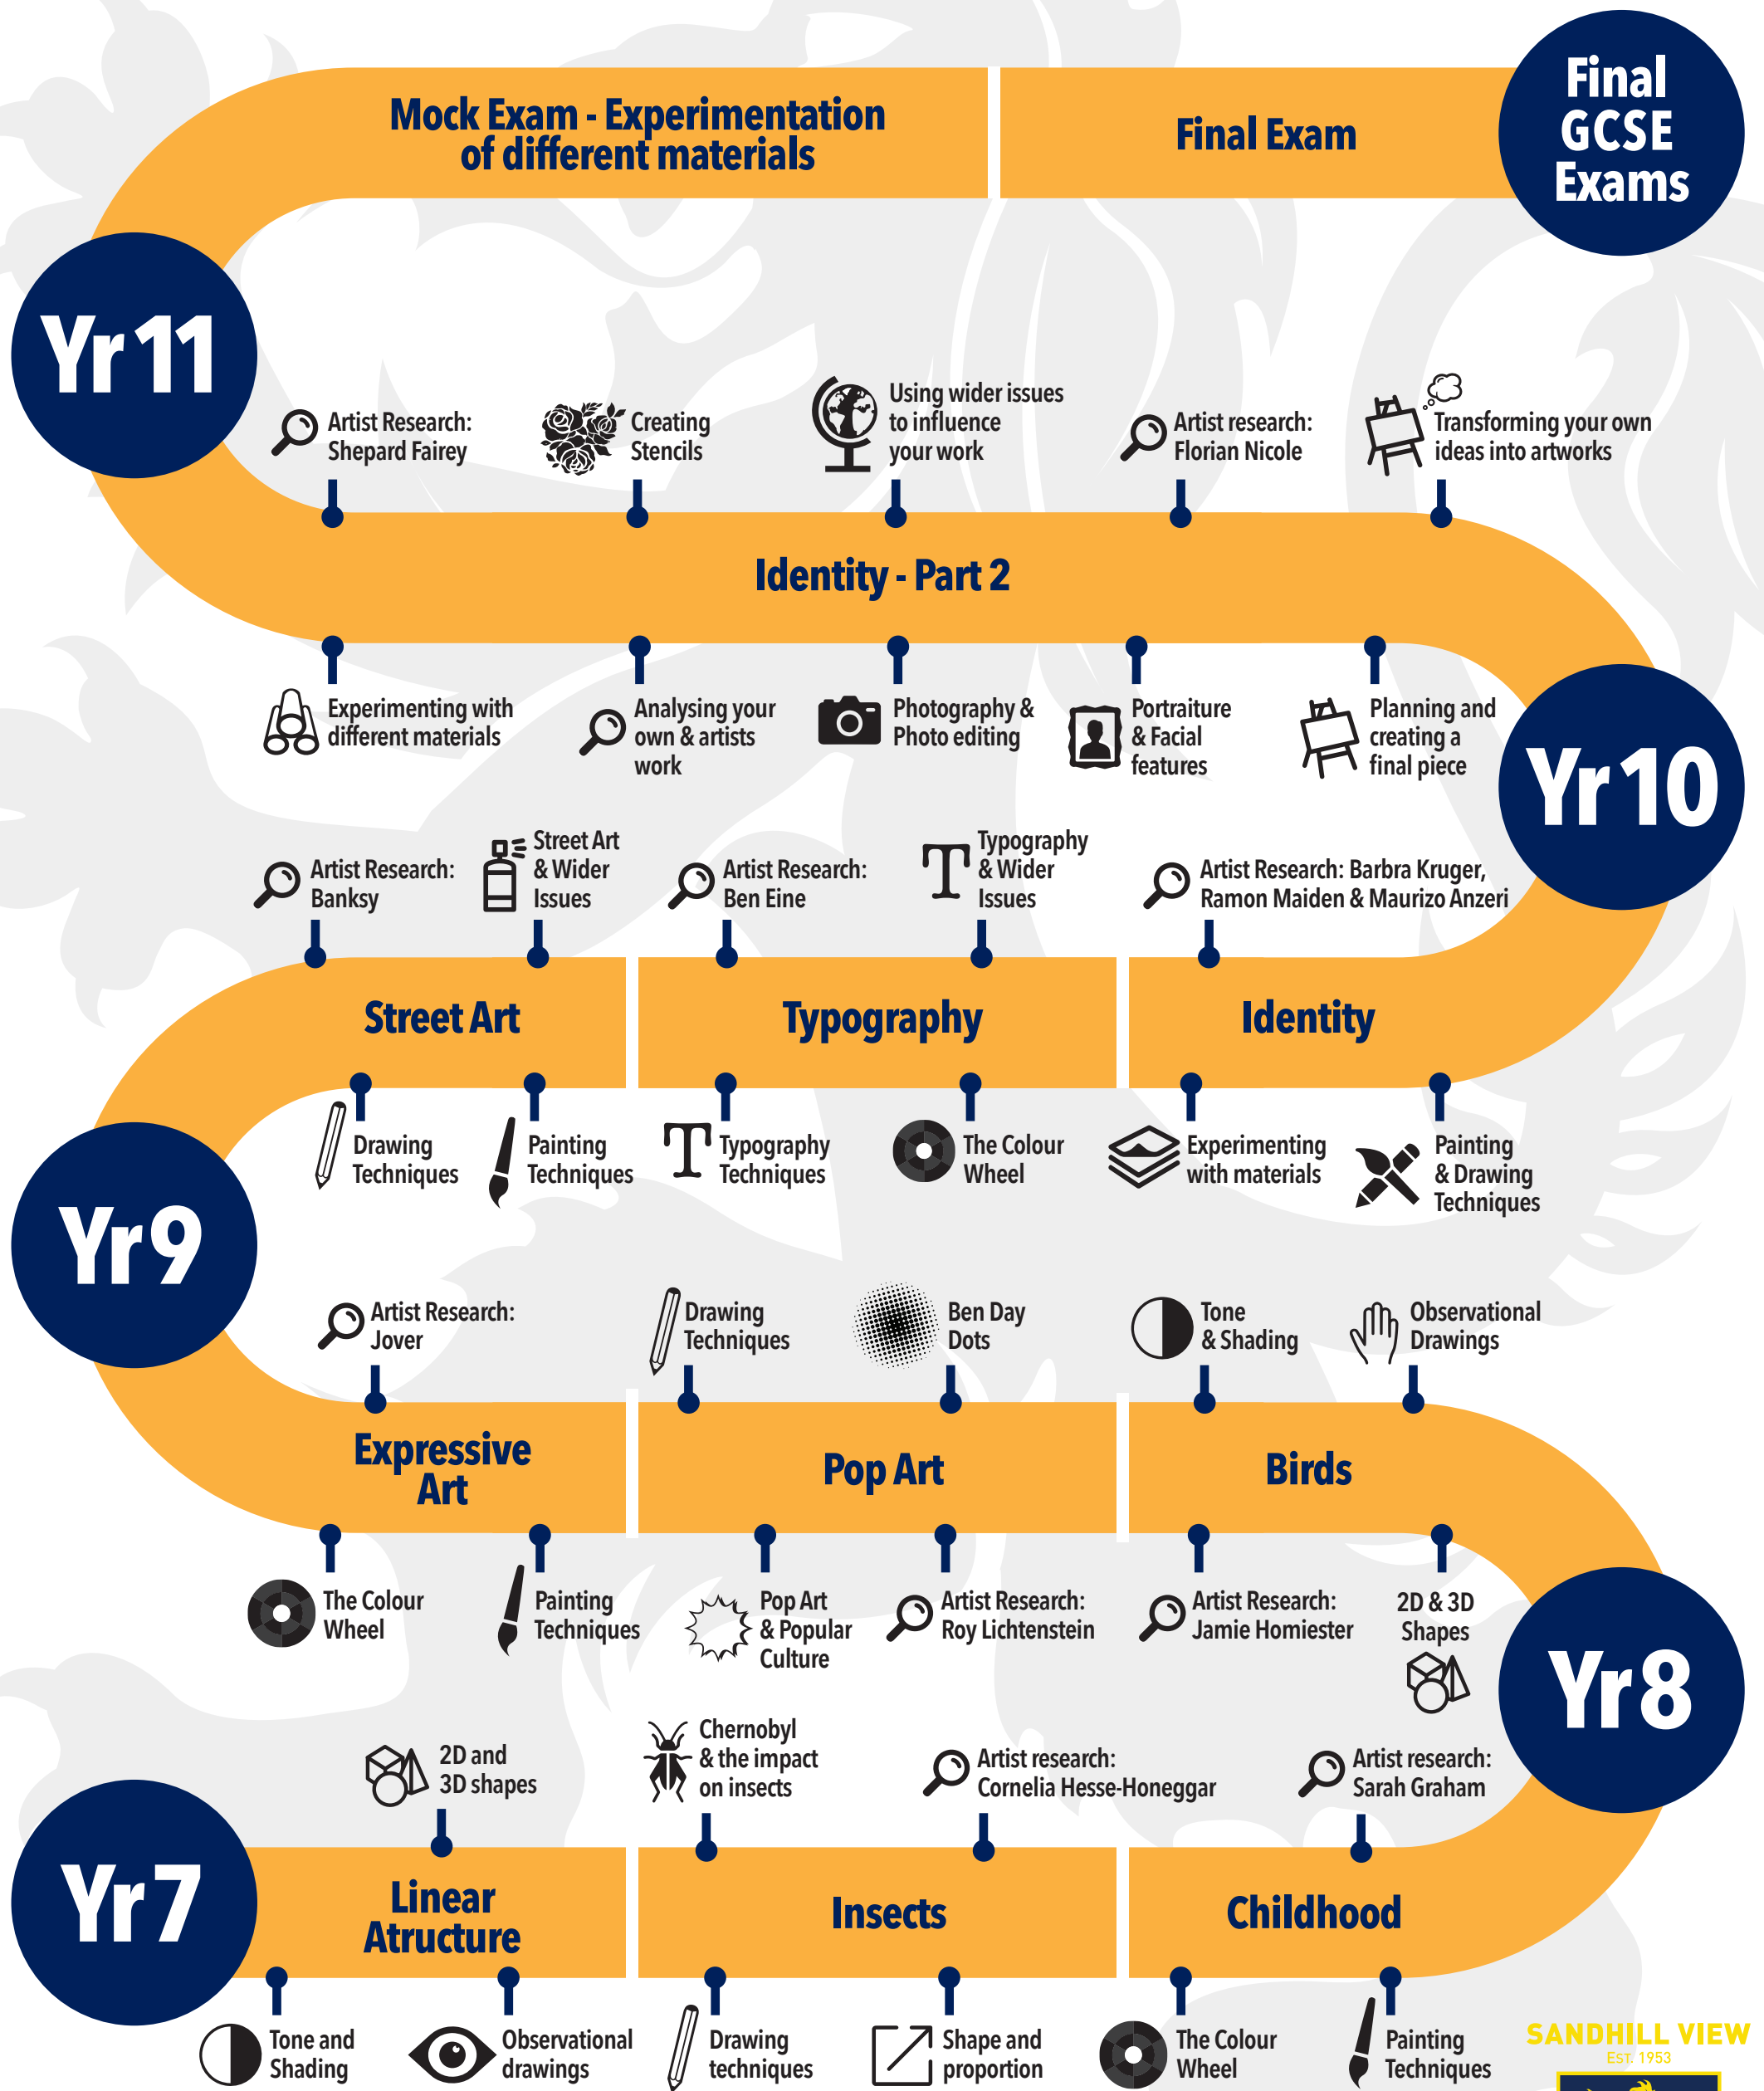 Final
GCSE
Exams
Mock Exam - Experimentation
of different materials
Final Exam
Yr 11
Artist Research:
Shepard Fairey
Creating
Stencils
Using wider issues
to influence
your work
Artist research:
Florian Nicole
Transforming your own
ideas into artworks
Identity - Part 2
Experimenting with
different materials
Analysing your
own & artists
work
Photography &
Photo editing
Portraiture
& Facial
features
Planning and
creating a
final piece
Yr 10
Artist Research:
Banksy
Street Art
& Wider
Issues
Artist Research:
Ben Eine
Typography
& Wider
Issues
Artist Research: Barbra Kruger,
Ramon Maiden & Maurizo Anzeri
Street Art
Typography
Identity
Drawing
Techniques
Painting
Techniques
Typography
Techniques
The Colour
Wheel
Experimenting
with materials
Painting
& Drawing
Techniques
Yr 9
Artist Research:
Jover
Drawing
Techniques
Ben Day
Dots
Tone
& Shading
Observational
Drawings
Expressive
Art
Pop Art
Birds
The Colour
Wheel
Painting
Techniques
Pop Art
& Popular
Culture
Artist Research:
Roy Lichtenstein
Artist Research:
Jamie Homiester
2D & 3D
Shapes
Yr 8
2D and
3D shapes
Chernobyl
& the impact
on insects
Artist research:
Cornelia Hesse-Honeggar
Artist research:
Sarah Graham
Yr 7
Linear
Atructure
Insects
Childhood
Tone and
Shading
Observational
drawings
Drawing
techniques
Shape and
proportion
The Colour
Wheel
Painting
Techniques
SANDHILL VIEW
EST. 1953